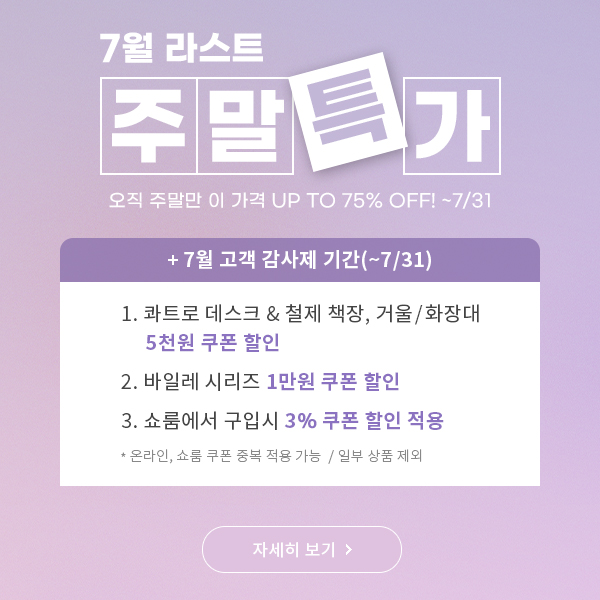 7월 라스트
주말특가
오직 주말만 이 가격 UP TO 75% OFF! ~7/31
+ 7월 고객 감사제 기간(~7/31)
1. 콰트로 데스크 & 철제 책장, 거울/화장대
5천원 쿠폰 할인
2. 바일레 시리즈 1만원 쿠폰 할인
3. 쇼룸에서 구입시 3% 쿠폰 할인 적용
* 온라인, 쇼룸 쿠폰 중복 적용 가능 / 일부 상품 제외
자세히 보기 >